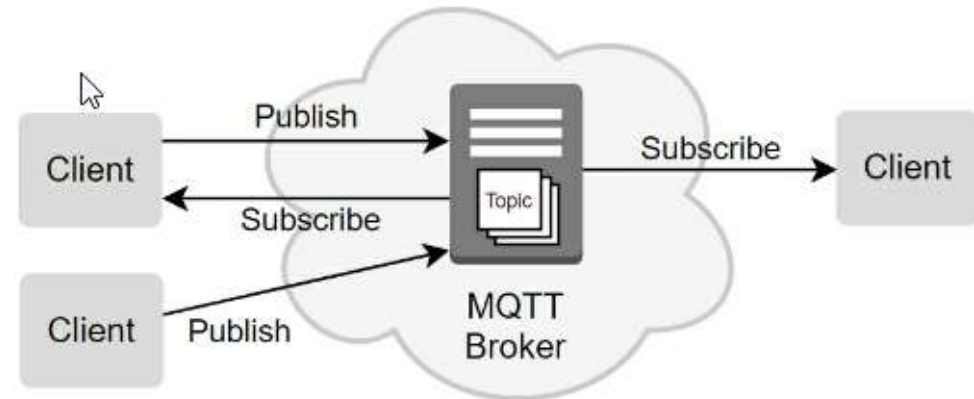 Publish
Client
Subscribe
Client
Topic
Subscribe
Client
Publish
MQTT
Broker